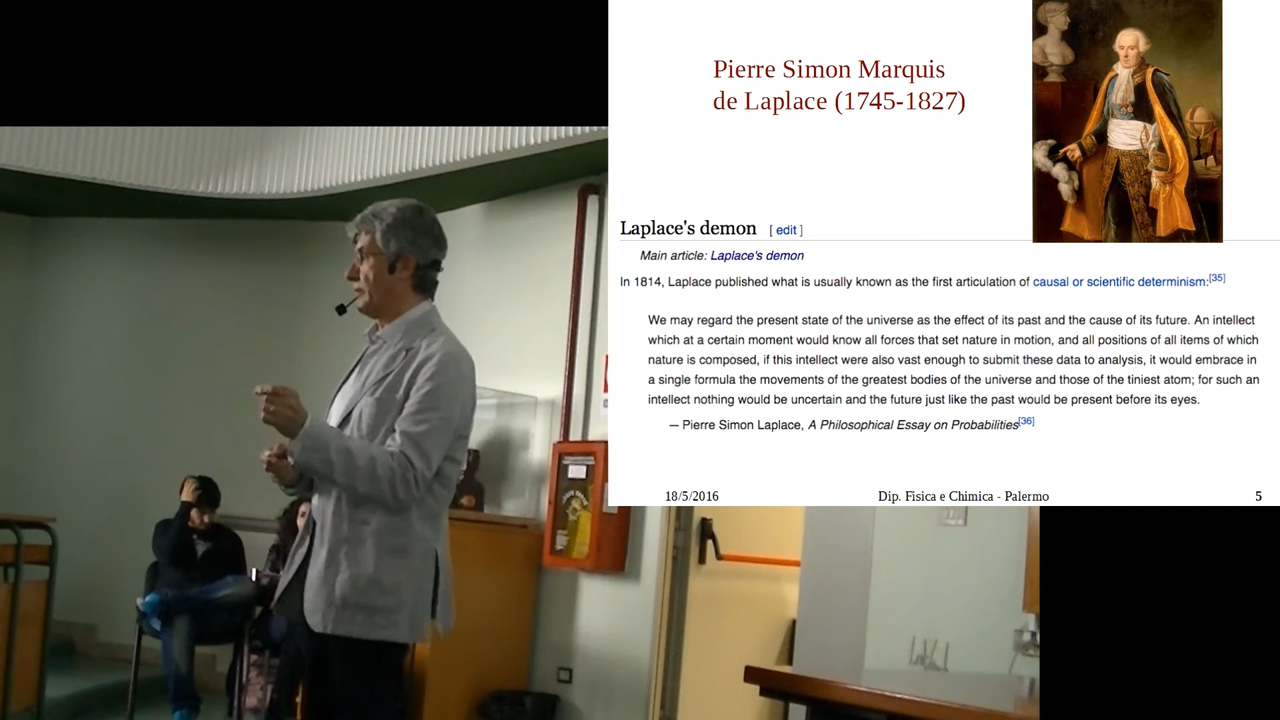 Pierre Simon Marquis
de Laplace (1745-1827)
Laplace's demon [ edit ]
Main article: Laplace's demon
In 1814, Laplace published what is usually known as the first articulation of causal or scientific determinism:[35]
We may regard the present state of the universe as the effect of its past and the cause of its future. An intellect
which at a certain moment would know all forces that set nature in motion, and all positions of all items of which
nature is composed, if this intellect were also vast enough to submit these data to analysis, it would embrace in
a single formula the movements of the greatest bodies of the universe and those of the tiniest atom; for such an
intellect nothing would be uncertain and the future just like the past would be present before its eyes.
— Pierre Simon Laplace, A Philosophical Essay on Probabilities[36]
18/5/2016 Dip. Fisica e Chimica - Palermo 5